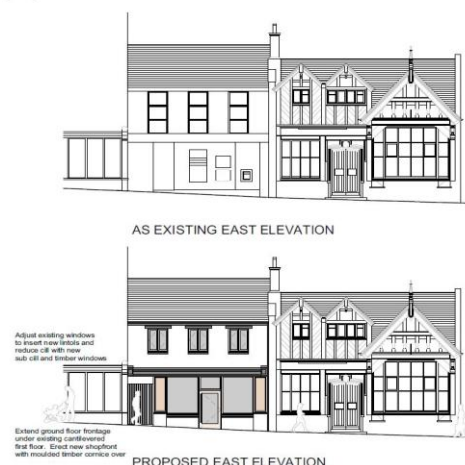 AS EXISTING EAST ELEVATION
Adjust existing windows
to insert new lintols and
reduce cill with new
sub cill and timber windows
Extend ground floor frontage
under existing cantilevered
first floor. Erect new shopfront
with moulded timber cornice over
PROPOSED EAST ELEVATION